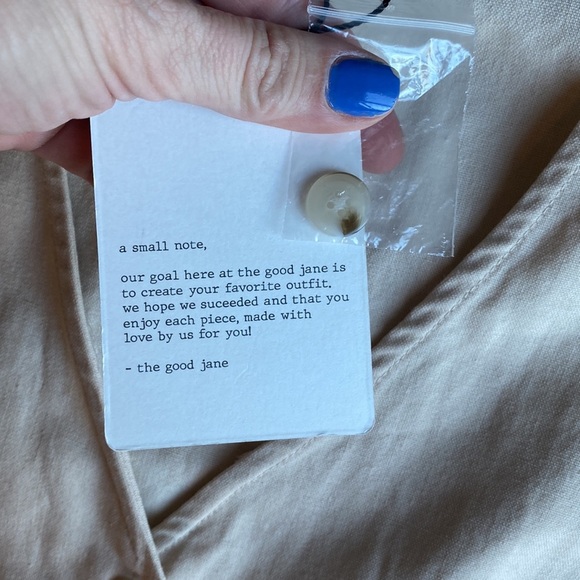 a small note,
our goal here at the good jane is
to create your favorite outfit.
we hope we suceeded and that you
enjoy each piece, made with
love by us for you!
- the good jane